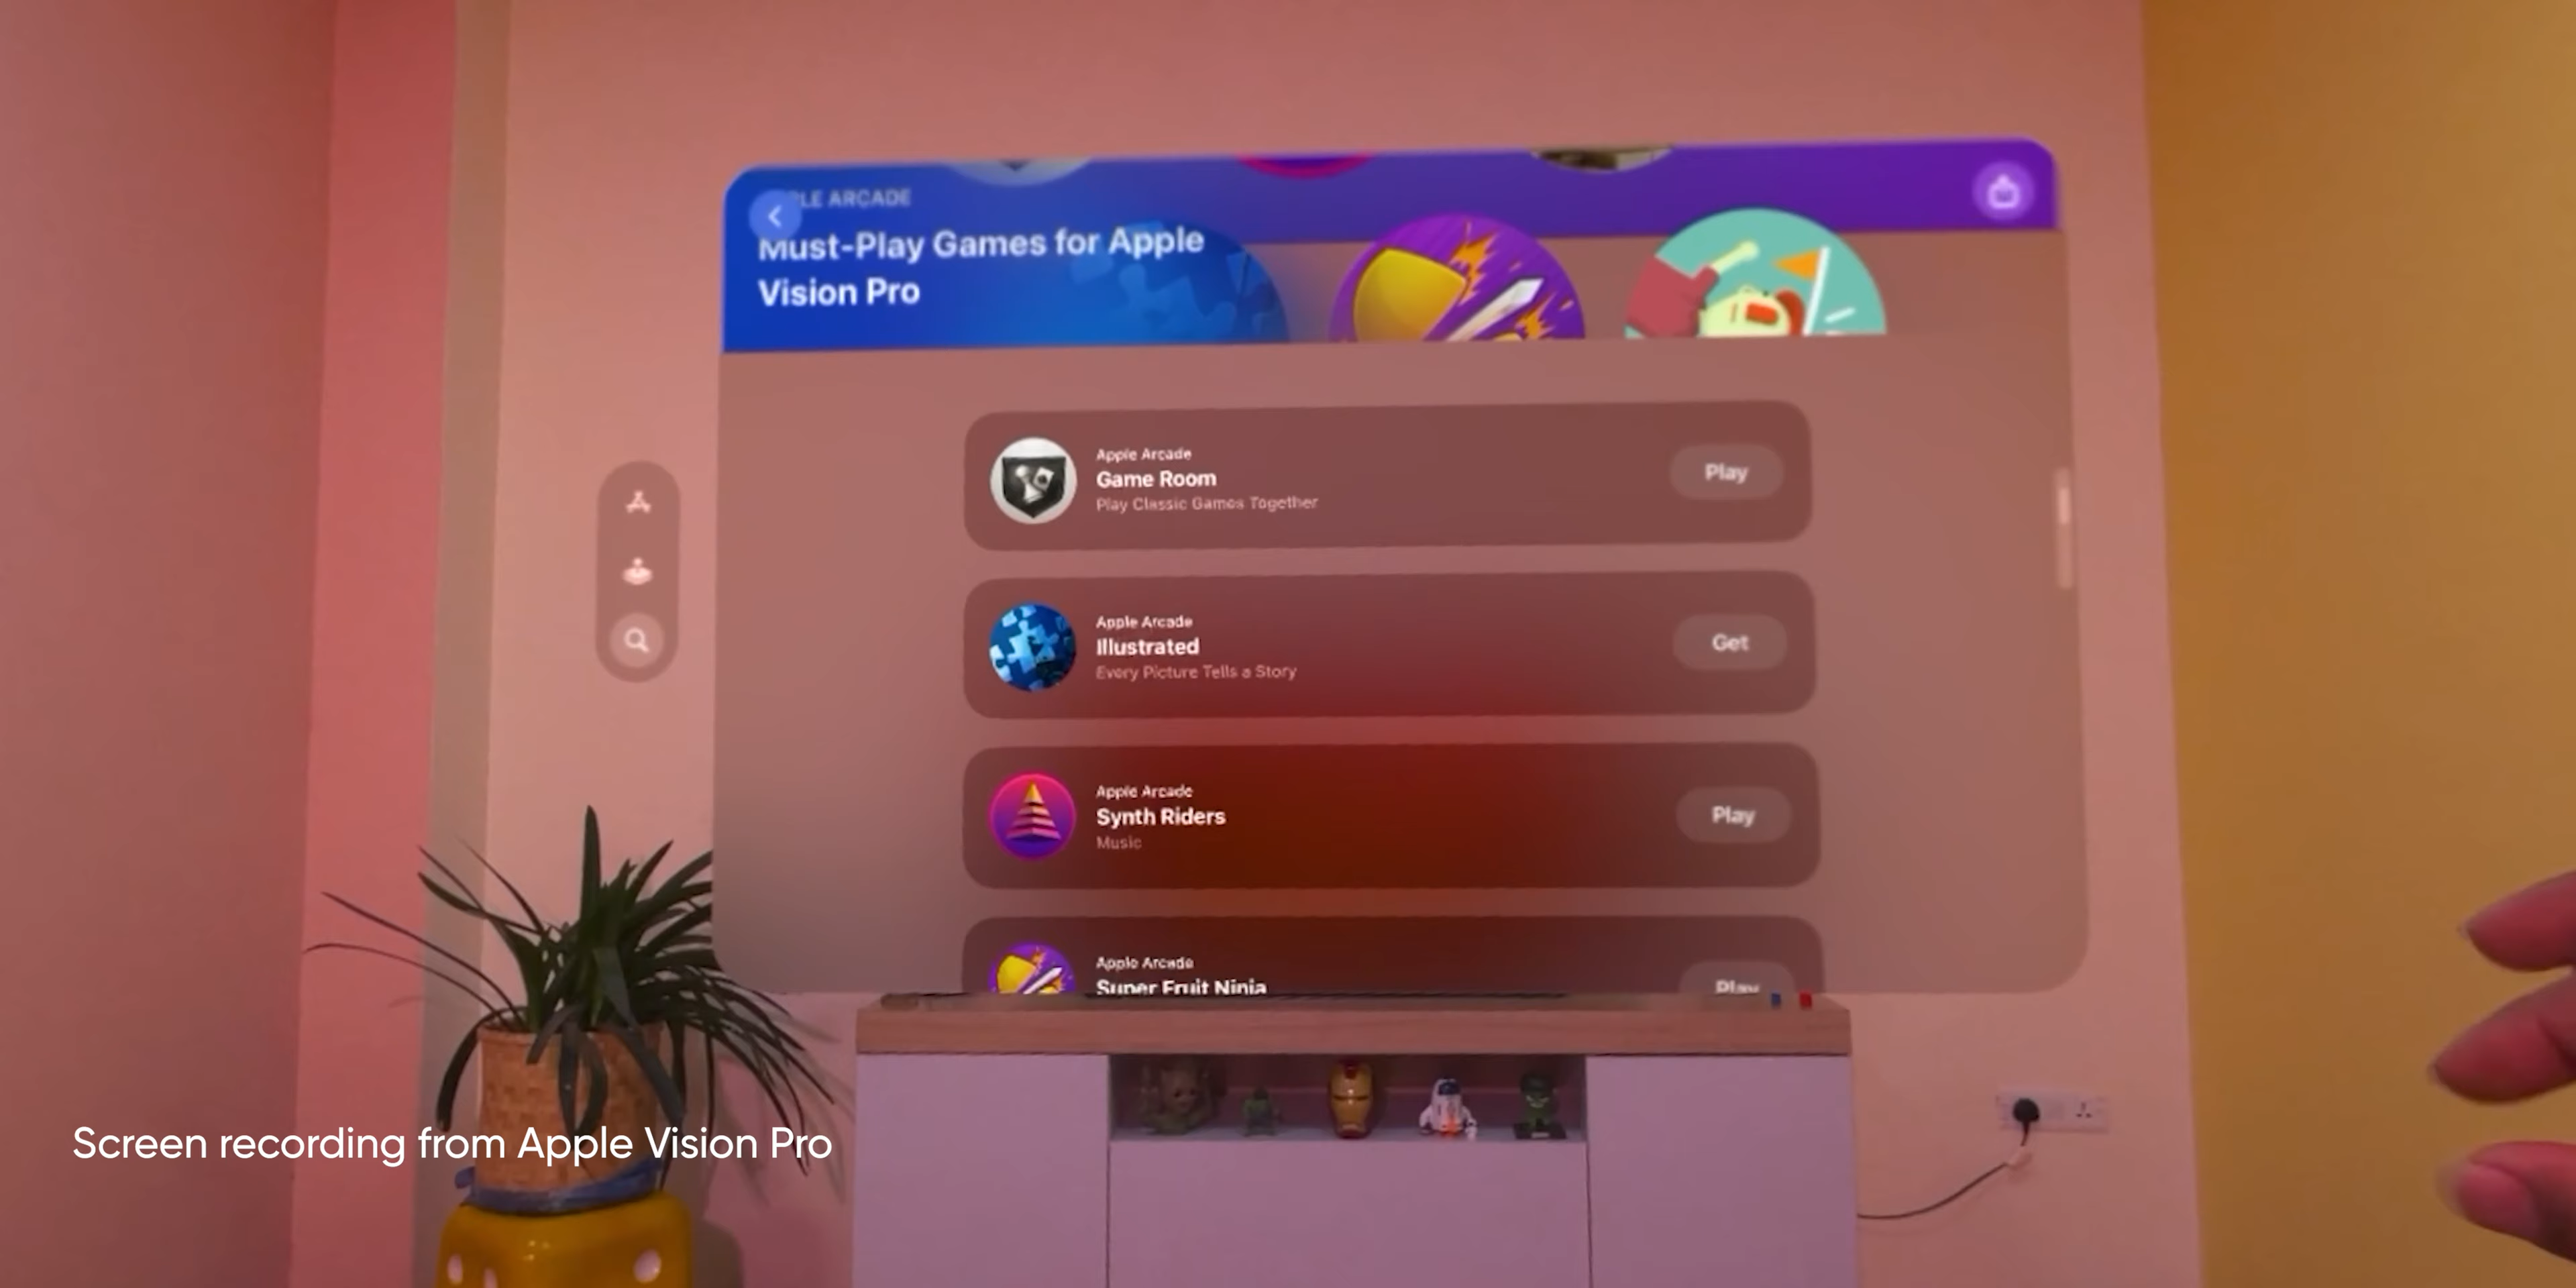 LE ARCADE
Must-Play Games for Apple
Vision Pro
Apple Arcade
Game Room
Play Classic Games Together
Play
Apple Arcade
Illustrated
Every Picture Tells a Story
Get
Apple Arcade
Synth Riders
Music
Play
Apple Arcade
Super Fruit Ninja
Play
Screen recording from Apple Vision Pro